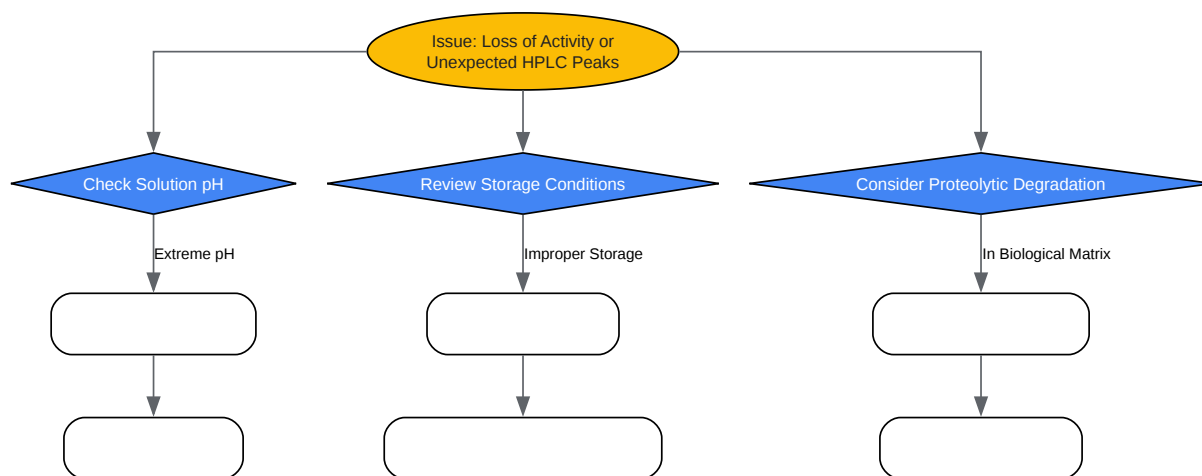 Issue: Loss of Activity or
Unexpected HPLC Peaks
Check Solution pH
Review Storage Conditions
Consider Proteolytic Degradation
Extreme pH
Improper Storage
In Biological Matrix